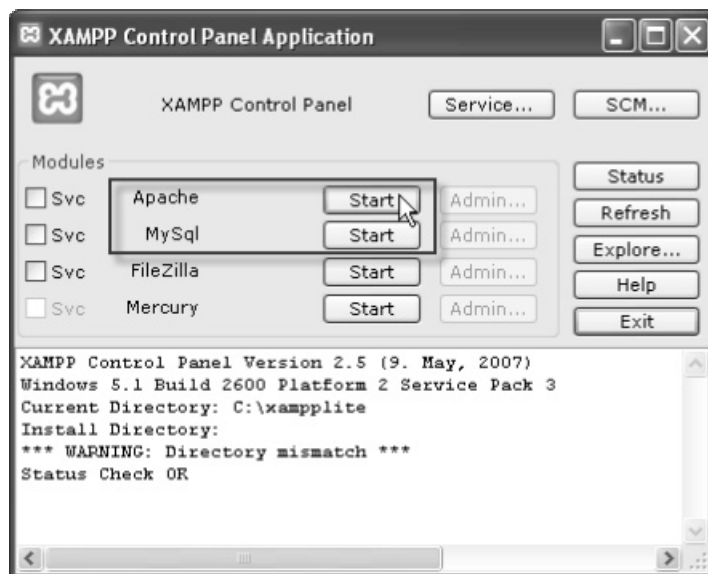 XAMPP Control Panel Application
XAMPP Control Panel Service... SCM...
Modules
Svc Apache Start Admin...
Svc MySql Start Admin...
Svc FileZilla Start Admin...
Svc Mercury Start Admin...
Status
Refresh
Explore...
Help
Exit
XAMPP Control Panel Version 2.5 (9. May, 2007)
Windows 5.1 Build 2600 Platform 2 Service Pack 3
Current Directory: C:\xampplite
Install Directory:
*** WARNING: Directory mismatch ***
Status Check OK